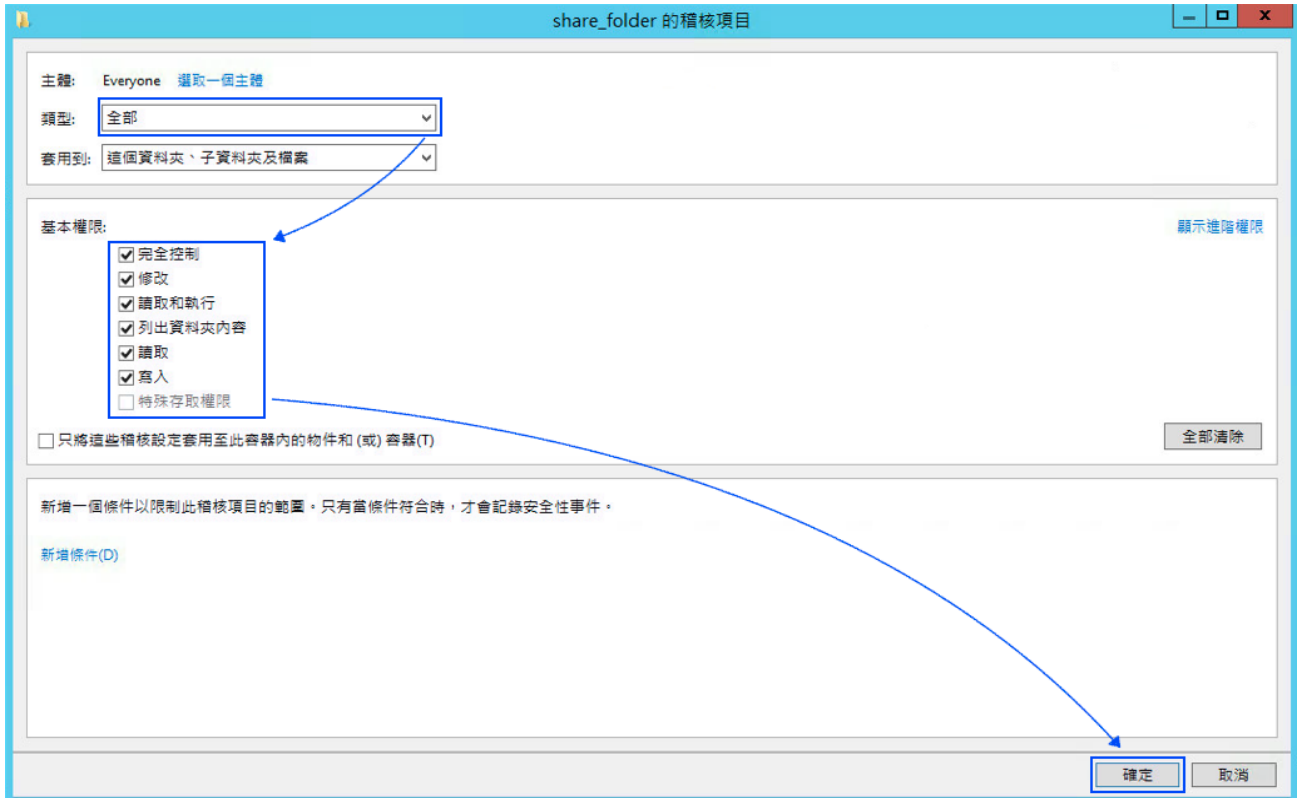 share_folder 的稽核項目
主體: Everyone 選取一個主體
類型: 全部
套用到: 這個資料夾、子資料夾及檔案
基本權限: 顯示進階權限
完全控制
修改
讀取和執行
列出資料夾內容
讀取
寫入
特殊存取權限
只將這些稽核設定套用至此容器內的物件和 (或) 容器(T) 全部清除
新增一個條件以限制此稽核項目的範圍。只有當條件符合時，才會記錄安全性事件。
新增條件(D)
確定 取消